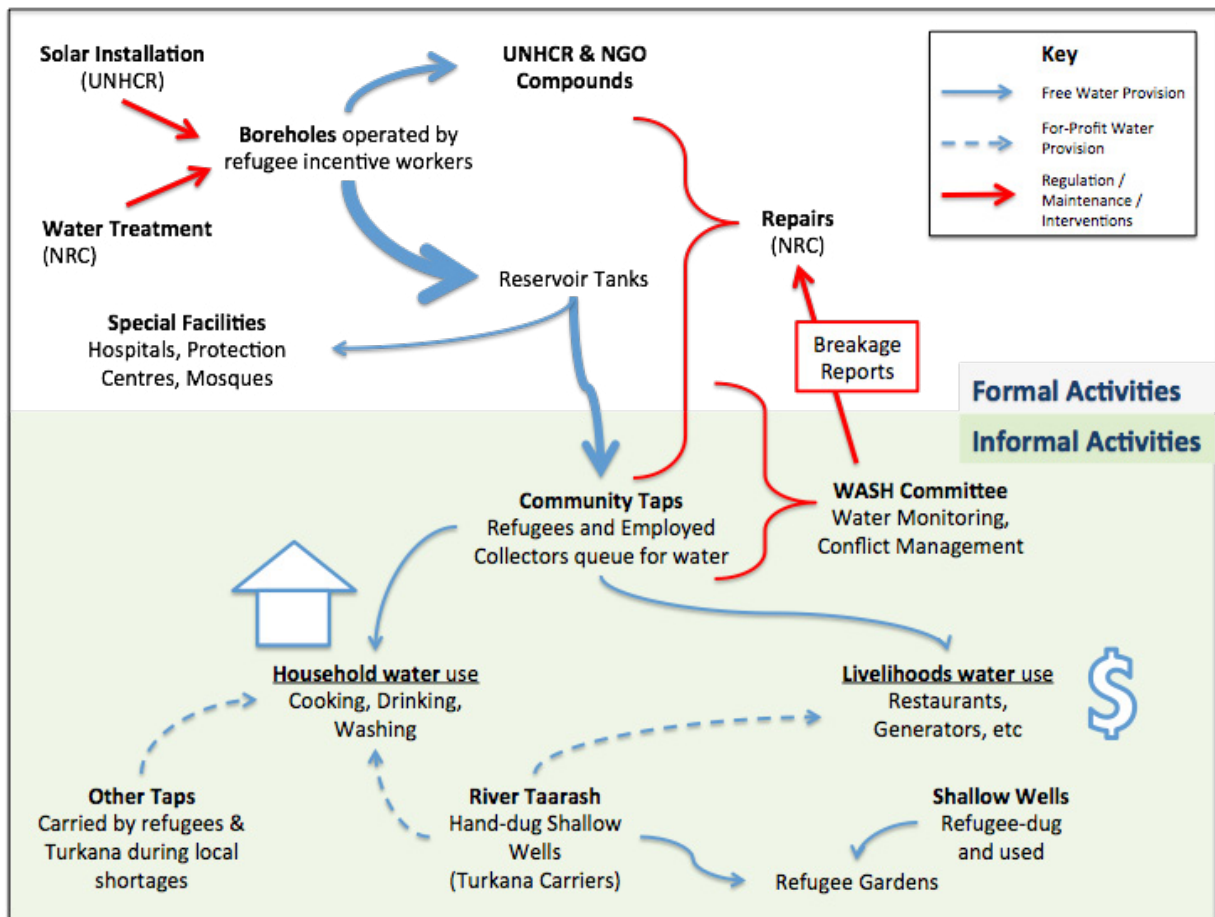 Solar Installation
(UNHCR)
UNHCR & NGO
Compounds
Key
Free Water Provision
For-Profit Water
Provision
Regulation /
Maintenance /
Interventions
Boreholes operated by
refugee incentive workers
Water Treatment
(NRC)
Repairs
(NRC)
Reservoir Tanks
Special Facilities
Hospitals, Protection
Centres, Mosques
Breakage
Reports
Formal Activities
Informal Activities
Community Taps
Refugees and Employed
Collectors queue for water
WASH Committee
Water Monitoring,
Conflict Management
Household water use
Cooking, Drinking,
Washing
Livelihoods water use
Restaurants,
Generators, etc
$
Other Taps
Carried by refugees &
Turkana during local
shortages
River Taarash
Hand-dug Shallow
Wells
(Turkana Carriers)
Shallow Wells
Refugee-dug
and used
Refugee Gardens